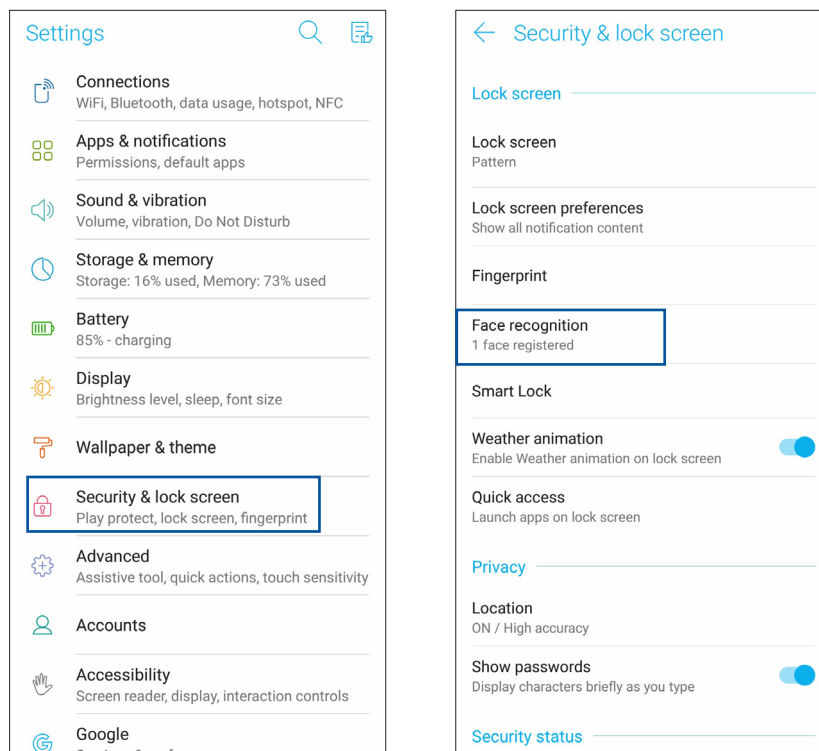 Settings
Connections
WiFi, Bluetooth, data usage, hotspot, NFC
Apps & notifications
Permissions, default apps
Sound & vibration
Volume, vibration, Do Not Disturb
Storage & memory
Storage: 16% used, Memory: 73% used
Battery
85% - charging
Display
Brightness level, sleep, font size
Wallpaper & theme
Security & lock screen
Play protect, lock screen, fingerprint
Advanced
Assistive tool, quick actions, touch sensitivity
Accounts
Accessibility
Screen reader, display, interaction controls
Google
Security & lock screen
Lock screen
Lock screen
Pattern
Lock screen preferences
Show all notification content
Fingerprint
Face recognition
1 face registered
Smart Lock
Weather animation
Enable Weather animation on lock screen
Quick access
Launch apps on lock screen
Privacy
Location
ON / High accuracy
Show passwords
Display characters briefly as you type
Security status